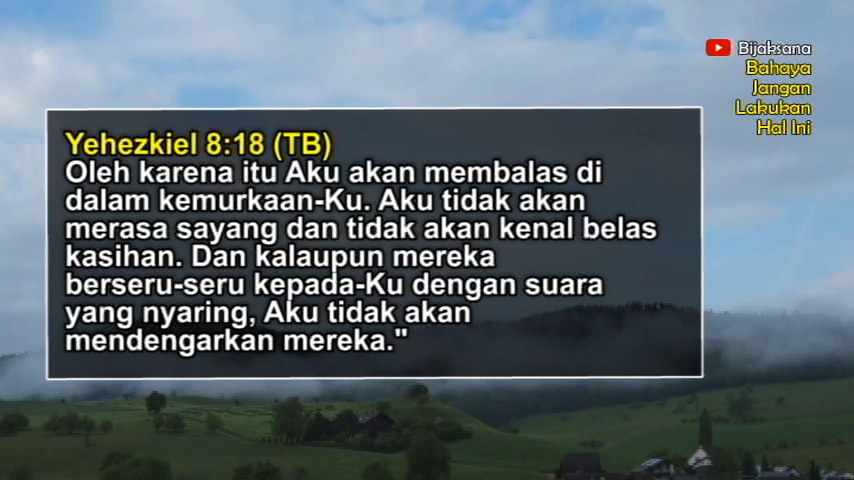 Bijaksana
Bahaya
Jangan
Lakukan
Hal Ini
Yehezkiel 8:18 (TB)
Oleh karena itu Aku akan membalas di
dalam kemurkaan-Ku. Aku tidak akan
merasa sayang dan tidak akan kenal belas
kasihan. Dan kalaupun mereka
berseru-seru kepada-Ku dengan suara
yang nyaring, Aku tidak akan
mendengarkan mereka."